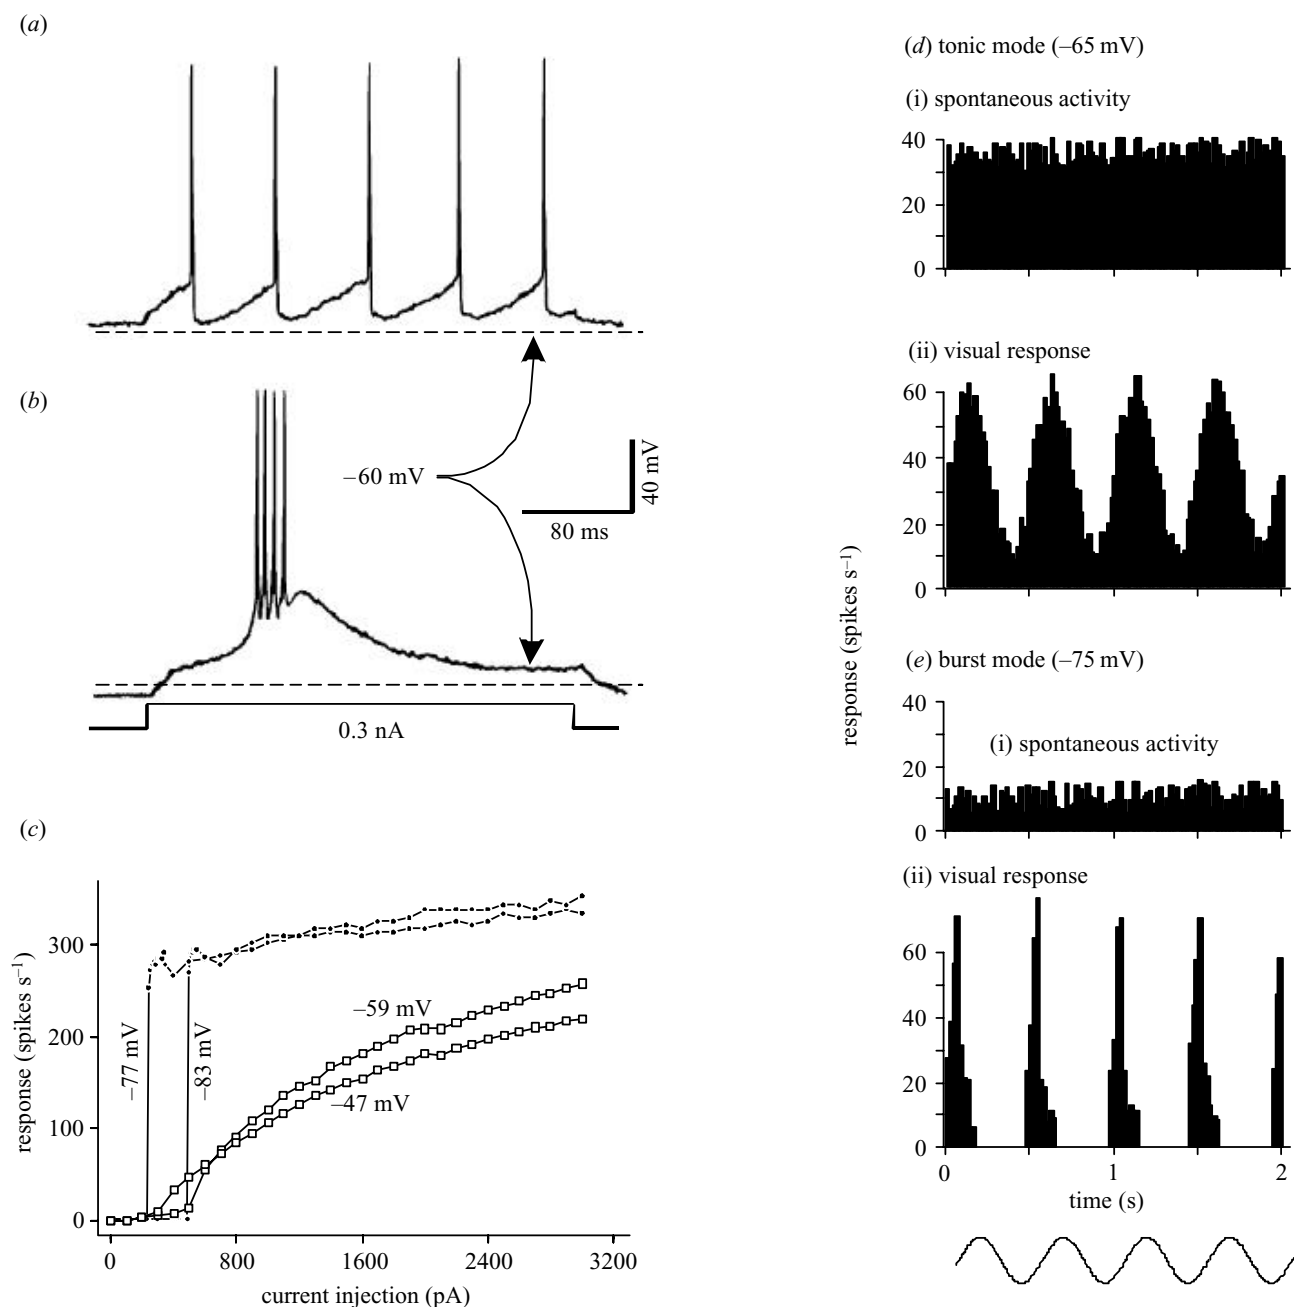 (a)
(b)
–60 mV
40 mV
80 ms
0.3 nA
(c)
response (spikes s⁻¹)
300
200
100
0
–77 mV
–83 mV
–59 mV
–47 mV
0
800
1600
2400
3200
current injection (pA)
(d) tonic mode (–65 mV)
(i) spontaneous activity
40
20
0
(ii) visual response
60
40
20
0
response (spikes s⁻¹)
(e) burst mode (–75 mV)
40
(i) spontaneous activity
20
0
(ii) visual response
60
40
20
0
0
1
2
time (s)